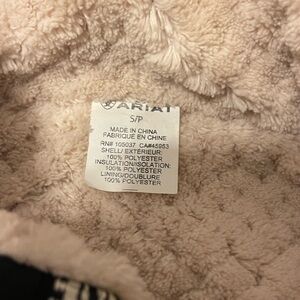 ARIAT
S/P
MADE IN CHINA
FABRIQUÉ EN CHINE
RN# 105037 CA#45953
SHELL/ EXTÉRIEUR:
100% POLYESTER
INSULATION/ISOLATION:
100% POLYESTER
LINING/DOUBLURE
100% POLYESTER